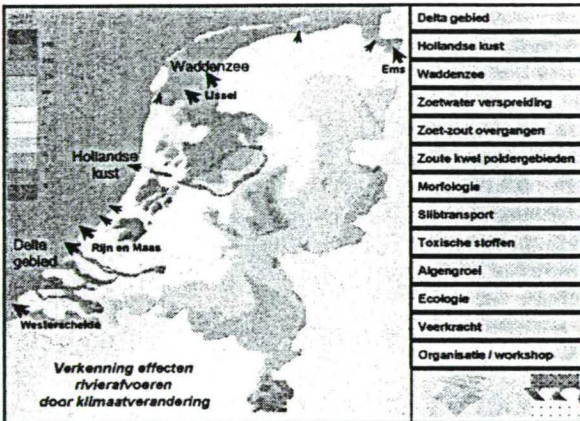 Waddenzee
Ems
IJssel
Hollandse
kust
Delta
gebied
Rijn en Maas
Westerschelde
Verkenning effecten
rivierafvoeren
door klimaatverandering
Delta gebied
Hollandse kust
Waddenzee
Zoetwater verspreiding
Zoet-zout overgangen
Zoute kwel poldergebieden
Morfologie
Slibtransport
Toxische stoffen
Algengroei
Ecologie
Veerkracht
Organisatie / workshop